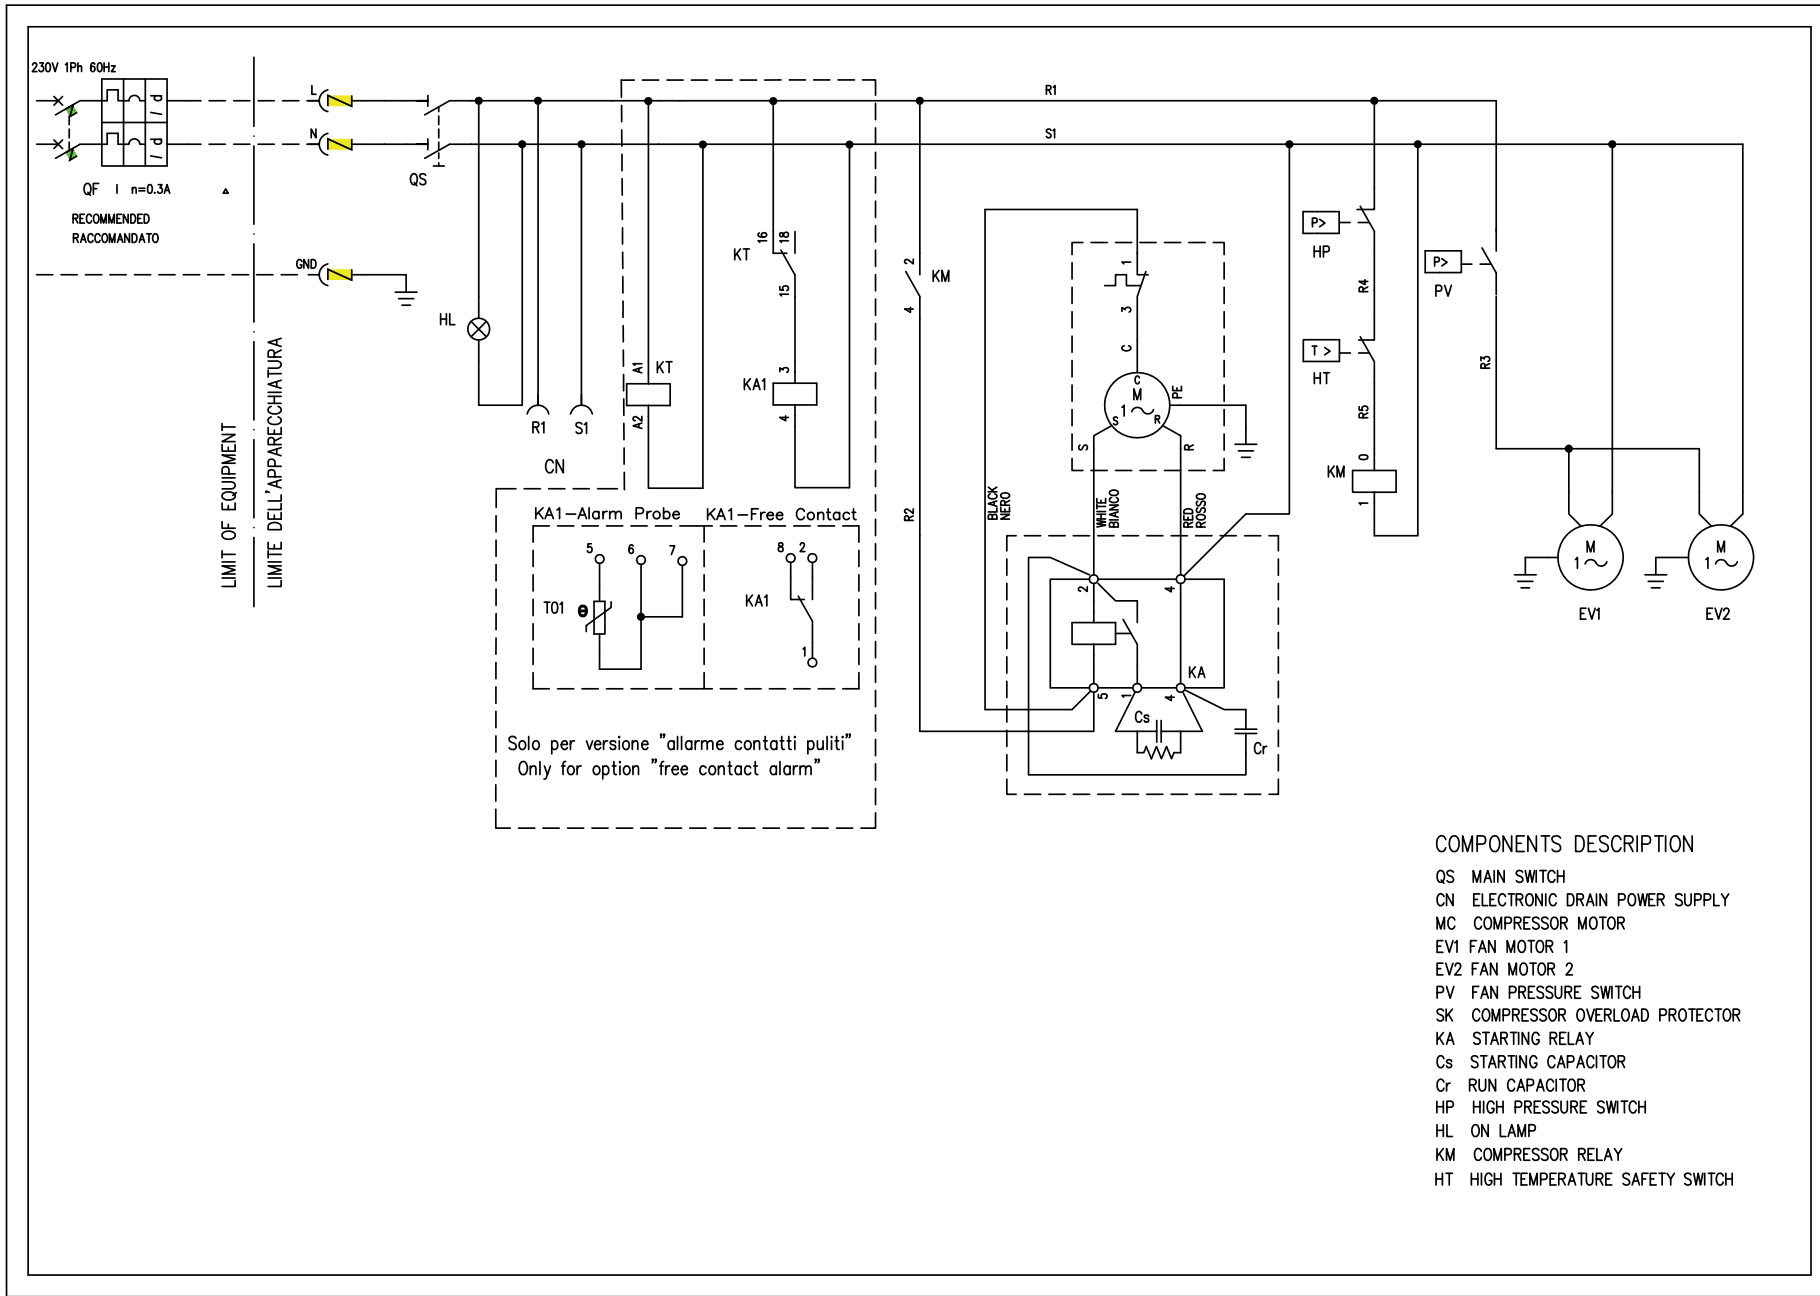 230V 1Ph 60Hz
I d
I d
QF I n=0.3A
RECOMMENDED
RACCOMANDATO
LIMIT OF EQUIPMENT
LIMITE DELL'APPARECCHIATURA
L
N
GND
QS
HL
R1
S1
CN
A1
KT
A2
KT
16
18
15
3
KA1
4
KA1-Alarm Probe
KA1-Free Contact
5
6
7
T01
θ
8
2
KA1
1
Solo per versione "allarme contatti puliti"
Only for option "free contact alarm"
R1
S1
2
KM
4
R2
BLACK
NERO
1
3
C
C
M
1
S
R
PE
S
R
WHITE
BIANCO
RED
ROSSO
2
4
KA
5
1
4
Cs
Cr
P>
HP
R4
T >
HT
R5
0
KM
1
P>
PV
R3
M
1
EV1
M
1
EV2
COMPONENTS DESCRIPTION
QS MAIN SWITCH
CN ELECTRONIC DRAIN POWER SUPPLY
MC COMPRESSOR MOTOR
EV1 FAN MOTOR 1
EV2 FAN MOTOR 2
PV FAN PRESSURE SWITCH
SK COMPRESSOR OVERLOAD PROTECTOR
KA STARTING RELAY
Cs STARTING CAPACITOR
Cr RUN CAPACITOR
HP HIGH PRESSURE SWITCH
HL ON LAMP
KM COMPRESSOR RELAY
HT HIGH TEMPERATURE SAFETY SWITCH